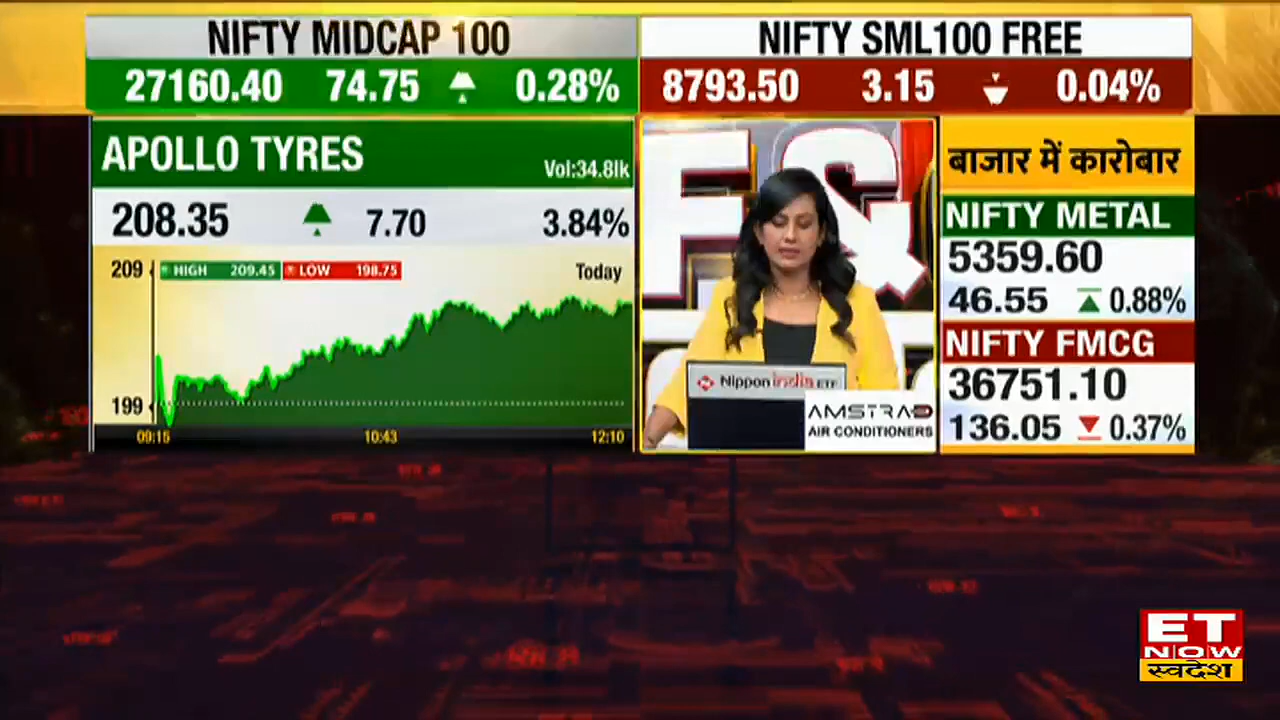 NIFTY MIDCAP 100
27160.40 74.75 0.28%
NIFTY SML100 FREE
8793.50 3.15 0.04%
APOLLO TYRES
Vol:34.8lk
208.35 7.70 3.84%
209
HIGH 209.45 LOW 198.75
Today
199
09:15 10:43 12:10
F&
Nippon india ETF
AMSTRAD
AIR CONDITIONERS
बाजार में कारोबार
NIFTY METAL
5359.60
46.55 0.88%
NIFTY FMCG
36751.10
136.05 0.37%
ET
NOW
स्वदेश